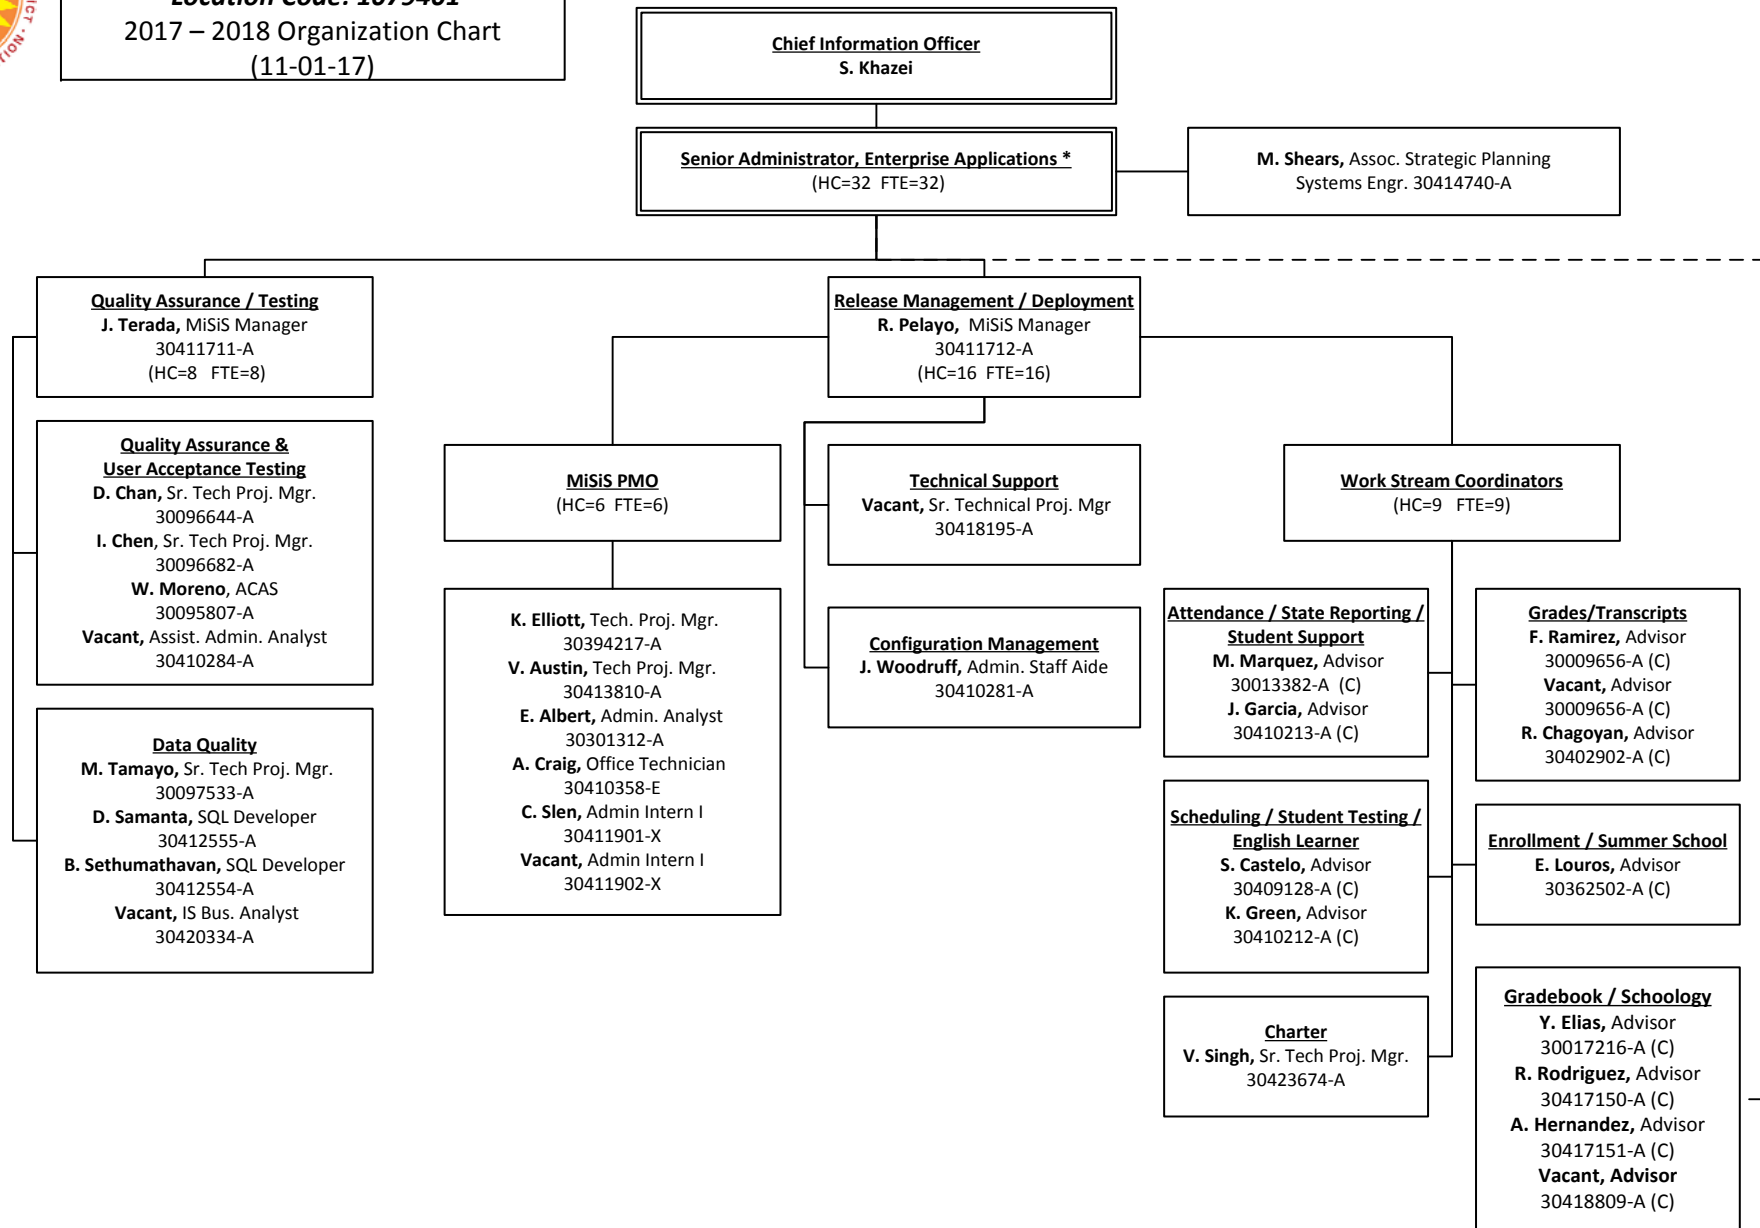 Location Code: 1075401
2017 – 2018 Organization Chart
(11-01-17)
Chief Information Officer
S. Khazei
Senior Administrator, Enterprise Applications *
(HC=32 FTE=32)
M. Shears, Assoc. Strategic Planning
Systems Engr. 30414740-A
Quality Assurance / Testing
J. Terada, MiSiS Manager
30411711-A
(HC=8 FTE=8)
Release Management / Deployment
R. Pelayo, MiSiS Manager
30411712-A
(HC=16 FTE=16)
Quality Assurance &
User Acceptance Testing
D. Chan, Sr. Tech Proj. Mgr.
30096644-A
I. Chen, Sr. Tech Proj. Mgr.
30096682-A
W. Moreno, ACAS
30095807-A
Vacant, Assist. Admin. Analyst
30410284-A
Data Quality
M. Tamayo, Sr. Tech Proj. Mgr.
30097533-A
D. Samanta, SQL Developer
30412555-A
B. Sethumathavan, SQL Developer
30412554-A
Vacant, IS Bus. Analyst
30420334-A
MiSiS PMO
(HC=6 FTE=6)
K. Elliott, Tech. Proj. Mgr.
30394217-A
V. Austin, Tech Proj. Mgr.
30413810-A
E. Albert, Admin. Analyst
30301312-A
A. Craig, Office Technician
30410358-E
C. Slen, Admin Intern I
30411901-X
Vacant, Admin Intern I
30411902-X
Technical Support
Vacant, Sr. Technical Proj. Mgr
30418195-A
Configuration Management
J. Woodruff, Admin. Staff Aide
30410281-A
Work Stream Coordinators
(HC=9 FTE=9)
Attendance / State Reporting /
Student Support
M. Marquez, Advisor
30013382-A (C)
J. Garcia, Advisor
30410213-A (C)
Scheduling / Student Testing /
English Learner
S. Castelo, Advisor
30409128-A (C)
K. Green, Advisor
30410212-A (C)
Charter
V. Singh, Sr. Tech Proj. Mgr.
30423674-A
Grades/Transcripts
F. Ramirez, Advisor
30009656-A (C)
Vacant, Advisor
30009656-A (C)
R. Chagoyan, Advisor
30402902-A (C)
Enrollment / Summer School
E. Louros, Advisor
30362502-A (C)
Gradebook / Schoology
Y. Elias, Advisor
30017216-A (C)
R. Rodriguez, Advisor
30417150-A (C)
A. Hernandez, Advisor
30417151-A (C)
Vacant, Advisor
30418809-A (C)